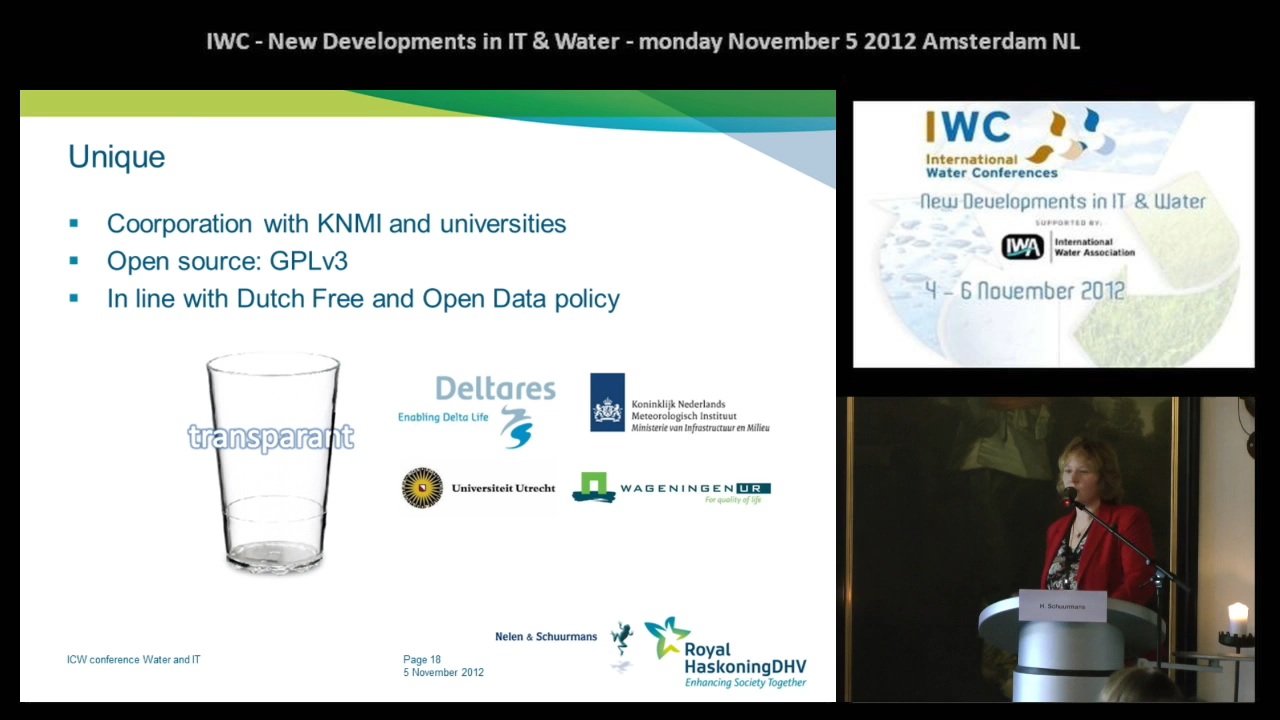 IWC - New Developments in IT & Water - monday November 5 2012 Amsterdam NL
Unique
Coorporation with KNMI and universities
Open source: GPLv3
In line with Dutch Free and Open Data policy
transparant
Deltares
Enabling Delta Life
Koninklijk Nederlands
Meteorologisch Instituut
Ministerie van Infrastructuur en Milieu
Universiteit Utrecht
WAGENINGEN UR
For quality of life
Nelen & Schuurmans
Royal
HaskoningDHV
Enhancing Society Together
ICW conference Water and IT
Page 18
5 November 2012
IWC
International
Water Conferences
New Developments in IT & Water
SUPPORTED BY:
IWA
International
Water Association
4 - 6 November 2012
H. Schuurmans